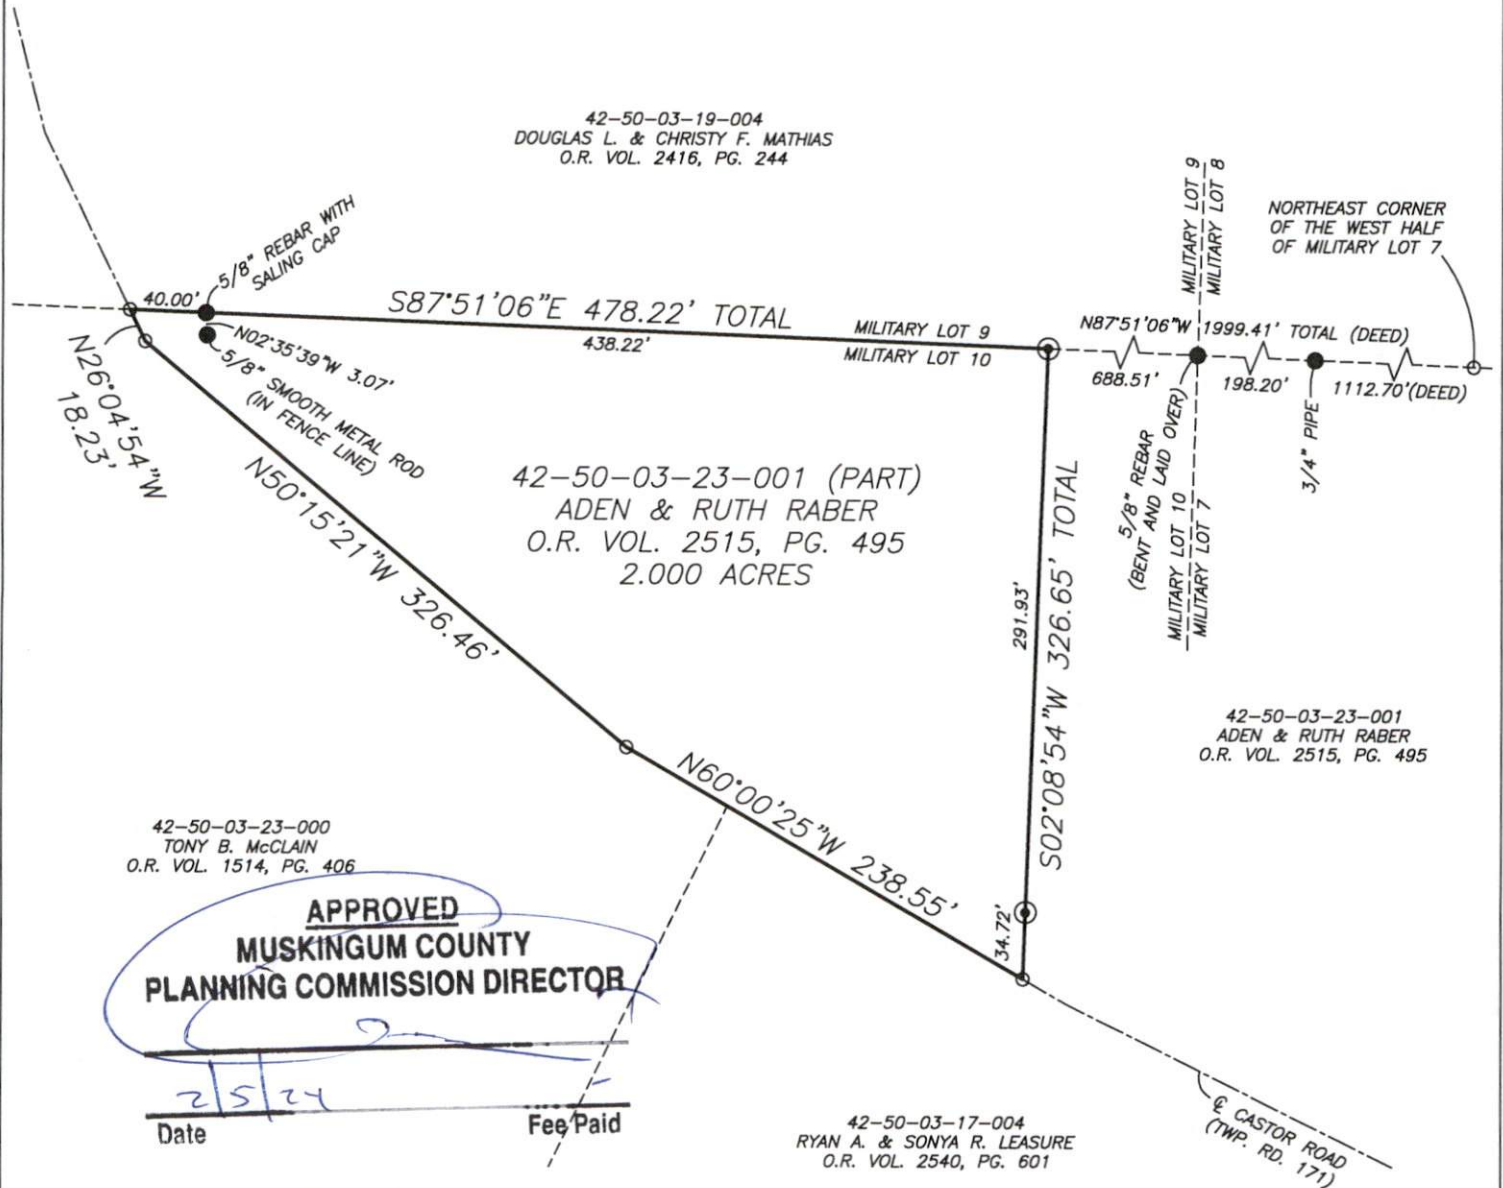 42-50-03-19-004
DOUGLAS L. & CHRISTY F. MATHIAS
O.R. VOL. 2416, PG. 244
MILITARY LOT 9
MILITARY LOT 8
NORTHEAST CORNER
OF THE WEST HALF
OF MILITARY LOT 7
5/8" REBAR WITH
SALING CAP
40.00'
S87°51'06"E 478.22' TOTAL
438.22'
MILITARY LOT 9
MILITARY LOT 10
N87°51'06"W 1999.41' TOTAL (DEED)
688.51'
198.20'
1112.70'(DEED)
N02°35'39"W 3.07'
5/8" SMOOTH METAL ROD
(IN FENCE LINE)
N26°04'54"W
18.23'
N50°15'21"W 326.46'
42-50-03-23-001 (PART)
ADEN & RUTH RABER
O.R. VOL. 2515, PG. 495
2.000 ACRES
291.93'
S02°08'54"W 326.65' TOTAL
5/8" REBAR
(BENT AND LAID OVER)
MILITARY LOT 10
MILITARY LOT 7
3/4" PIPE
42-50-03-23-001
ADEN & RUTH RABER
O.R. VOL. 2515, PG. 495
N60°00'25"W 238.55'
34.72'
42-50-03-23-000
TONY B. McCLAIN
O.R. VOL. 1514, PG. 406
APPROVED
MUSKINGUM COUNTY
PLANNING COMMISSION DIRECTOR
2/5/24
Date Fee Paid
42-50-03-17-004
RYAN A. & SONYA R. LEASURE
O.R. VOL. 2540, PG. 601
℄ CASTOR ROAD
(TWP. RD. 171)